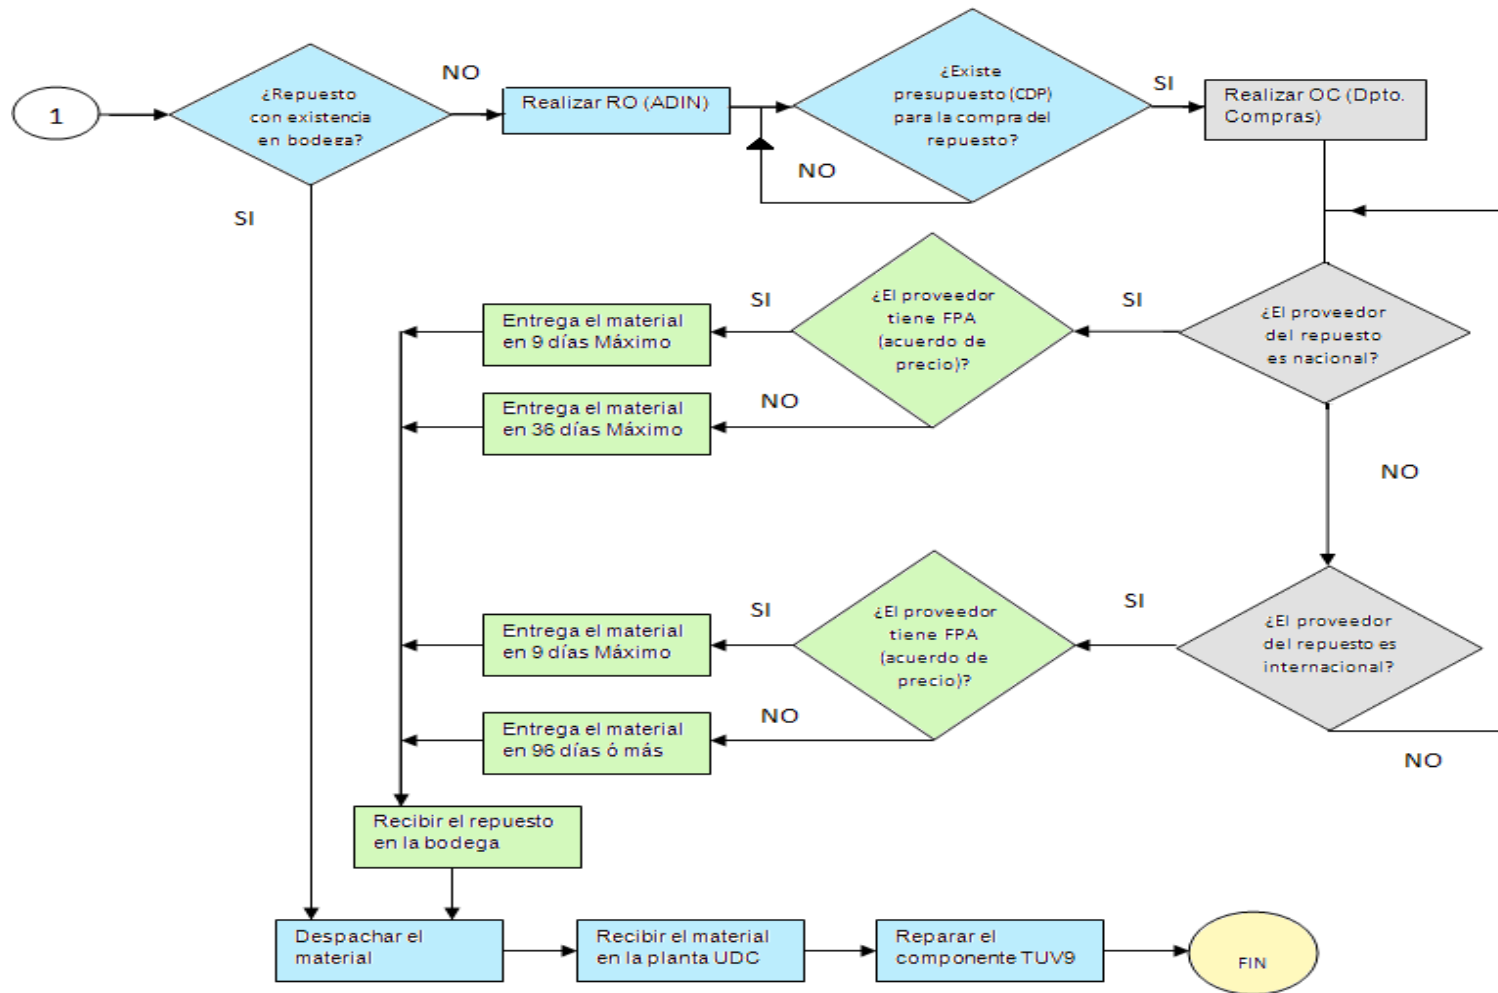 1
¿Repuesto
con existencia
en bodega?
NO
SI
Realizar RO (ADIN)
¿Existe
presupuesto (CDP)
para la compra del
repuesto?
NO
SI
Realizar OC (Dpto.
Compras)
¿El proveedor
del repuesto
es nacional?
SI
NO
¿El proveedor
tiene FPA
(acuerdo de
precio)?
SI
NO
Entrega el material
en 9 días Máximo
Entrega el material
en 36 días Máximo
¿El proveedor
del repuesto es
internacional?
SI
NO
¿El proveedor
tiene FPA
(acuerdo de
precio)?
SI
NO
Entrega el material
en 9 días Máximo
Entrega el material
en 96 días ó más
Recibir el repuesto
en la bodega
Despachar el
material
Recibir el material
en la planta UDC
Reparar el
componente TUV9
FIN